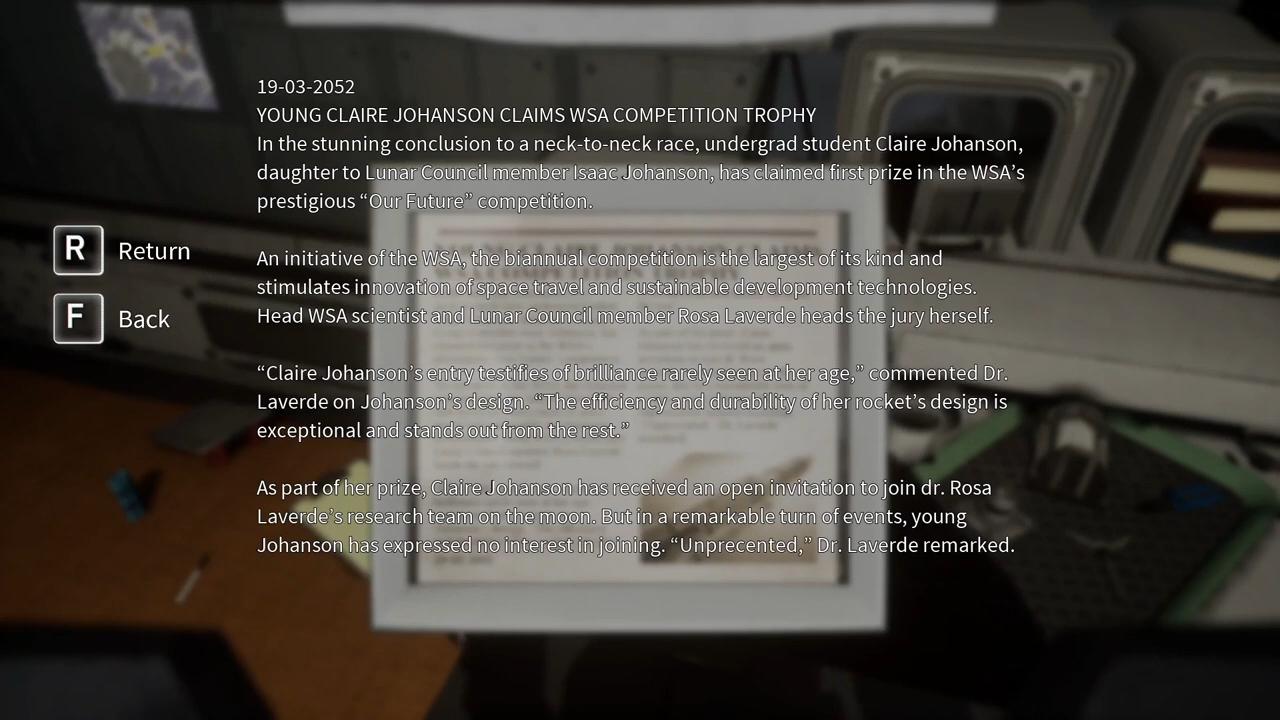 19-03-2052
YOUNG CLAIRE JOHANSON CLAIMS WSA COMPETITION TROPHY
In the stunning conclusion to a neck-to-neck race, undergrad student Claire Johanson,
daughter to Lunar Council member Isaac Johanson, has claimed first prize in the WSA’s
prestigious “Our Future” competition.
An initiative of the WSA, the biannual competition is the largest of its kind and
stimulates innovation of space travel and sustainable development technologies.
Head WSA scientist and Lunar Council member Rosa Laverde heads the jury herself.
“Claire Johanson’s entry testifies of brilliance rarely seen at her age,” commented Dr.
Laverde on Johanson’s design. “The efficiency and durability of her rocket’s design is
exceptional and stands out from the rest.”
As part of her prize, Claire Johanson has received an open invitation to join dr. Rosa
Laverde’s research team on the moon. But in a remarkable turn of events, young
Johanson has expressed no interest in joining. “Unprecented,” Dr. Laverde remarked.
R Return
F Back